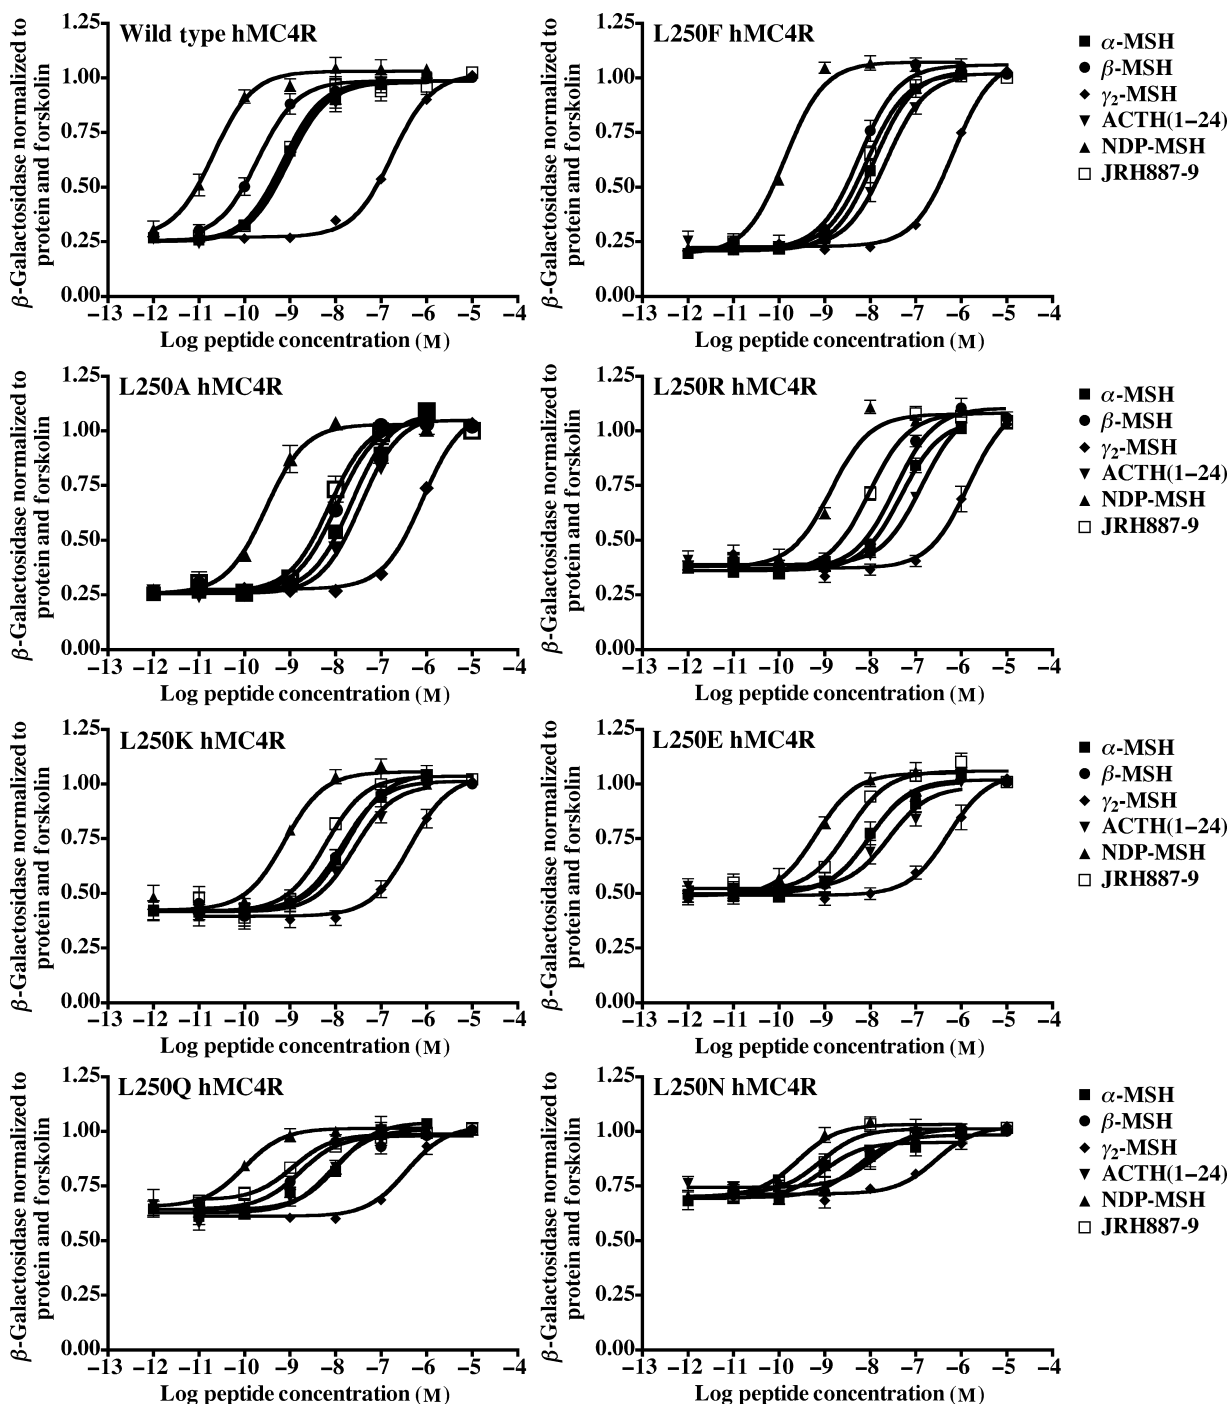 Wild type hMC4R
β-Galactosidase normalized to
protein and forskolin
1.25
1.00
0.75
0.50
0.25
0.00
−13 −12 −11 −10 −9 −8 −7 −6 −5 −4
Log peptide concentration (M)
L250F hMC4R
β-Galactosidase normalized to
protein and forskolin
1.25
1.00
0.75
0.50
0.25
0.00
−13 −12 −11 −10 −9 −8 −7 −6 −5 −4
Log peptide concentration (M)
α-MSH
β-MSH
γ2-MSH
ACTH(1−24)
NDP-MSH
JRH887-9
L250A hMC4R
β-Galactosidase normalized to
protein and forskolin
1.25
1.00
0.75
0.50
0.25
0.00
−13 −12 −11 −10 −9 −8 −7 −6 −5 −4
Log peptide concentration (M)
L250R hMC4R
β-Galactosidase normalized to
protein and forskolin
1.25
1.00
0.75
0.50
0.25
0.00
−13 −12 −11 −10 −9 −8 −7 −6 −5 −4
Log peptide concentration (M)
α-MSH
β-MSH
γ2-MSH
ACTH(1−24)
NDP-MSH
JRH887-9
L250K hMC4R
β-Galactosidase normalized to
protein and forskolin
1.25
1.00
0.75
0.50
0.25
0.00
−13 −12 −11 −10 −9 −8 −7 −6 −5 −4
Log peptide concentration (M)
L250E hMC4R
β-Galactosidase normalized to
protein and forskolin
1.25
1.00
0.75
0.50
0.25
0.00
−13 −12 −11 −10 −9 −8 −7 −6 −5 −4
Log peptide concentration (M)
α-MSH
β-MSH
γ2-MSH
ACTH(1−24)
NDP-MSH
JRH887-9
L250Q hMC4R
β-Galactosidase normalized to
protein and forskolin
1.25
1.00
0.75
0.50
0.25
0.00
−13 −12 −11 −10 −9 −8 −7 −6 −5 −4
Log peptide concentration (M)
L250N hMC4R
β-Galactosidase normalized to
protein and forskolin
1.25
1.00
0.75
0.50
0.25
0.00
−13 −12 −11 −10 −9 −8 −7 −6 −5 −4
Log peptide concentration (M)
α-MSH
β-MSH
γ2-MSH
ACTH(1−24)
NDP-MSH
JRH887-9